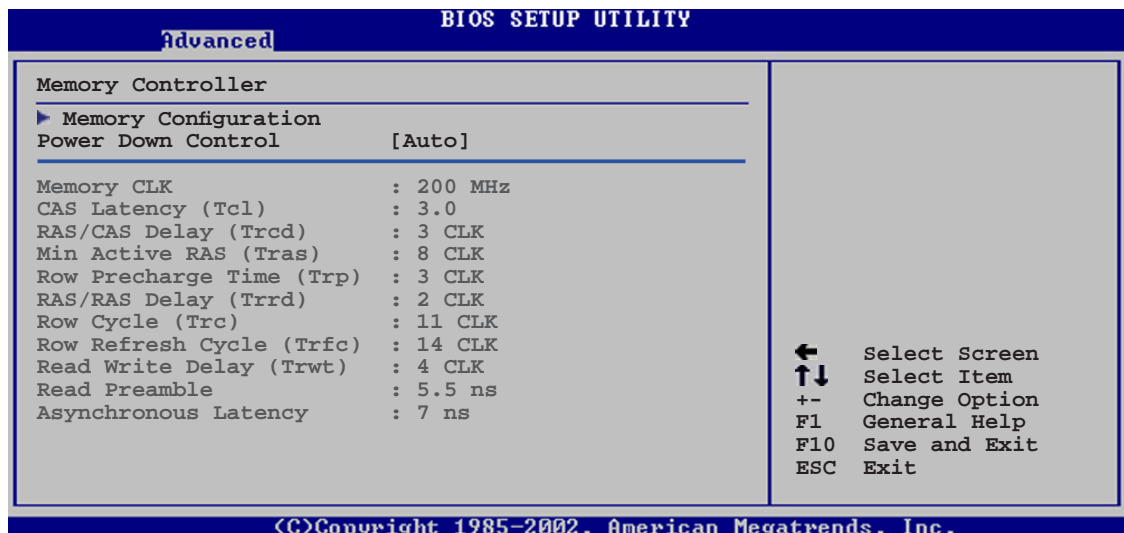 BIOS SETUP UTILITY
Advanced
Memory Controller
Memory Configuration
Power Down Control [Auto]
Memory CLK : 200 MHz
CAS Latency (Tcl) : 3.0
RAS/CAS Delay (Trcd) : 3 CLK
Min Active RAS (Tras) : 8 CLK
Row Precharge Time (Trp) : 3 CLK
RAS/RAS Delay (Trrd) : 2 CLK
Row Cycle (Trc) : 11 CLK
Row Refresh Cycle (Trfc) : 14 CLK
Read Write Delay (Trwt) : 4 CLK
Read Preamble : 5.5 ns
Asynchronous Latency : 7 ns
← Select Screen
↑↓ Select Item
+- Change Option
F1 General Help
F10 Save and Exit
ESC Exit
(C)Copyright 1985-2002, American Megatrends, Inc.